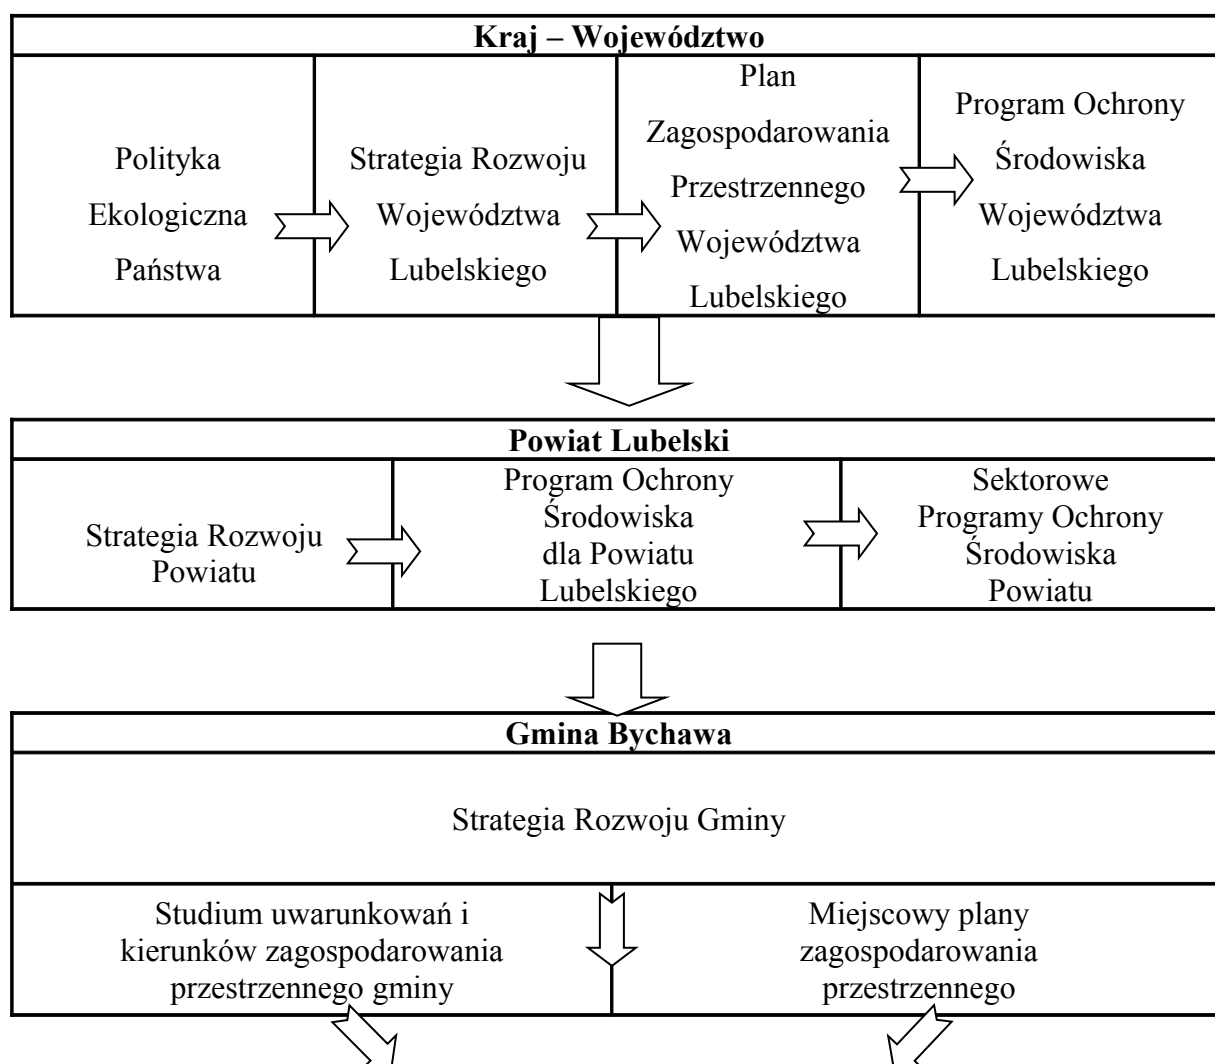 Kraj – Województwo
Polityka
Ekologiczna
Państwa
Strategia Rozwoju
Województwa
Lubelskiego
Plan
Zagospodarowania
Przestrzennego
Województwa
Lubelskiego
Program Ochrony
Środowiska
Województwa
Lubelskiego
Powiat Lubelski
Strategia Rozwoju
Powiatu
Program Ochrony
Środowiska
dla Powiatu
Lubelskiego
Sektorowe
Programy Ochrony
Środowiska
Powiatu
Gmina Bychawa
Strategia Rozwoju Gminy
Studium uwarunkowań i
kierunków zagospodarowania
przestrzennego gminy
Miejscowy plany
zagospodarowania
przestrzennego